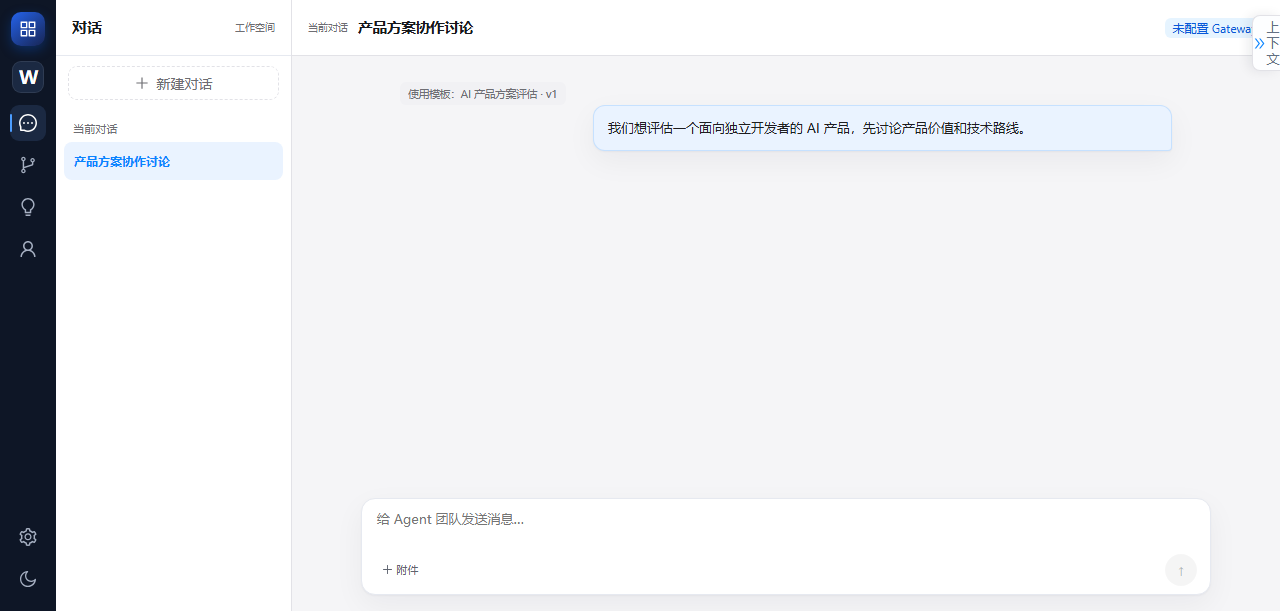 W
对话
工作空间
+ 新建对话
当前对话
产品方案协作讨论
当前对话 产品方案协作讨论
未配置 Gatewa
» 上下文
使用模板：AI 产品方案评估 · v1
我们想评估一个面向独立开发者的 AI 产品，先讨论产品价值和技术路线。
给 Agent 团队发送消息...
+ 附件
↑